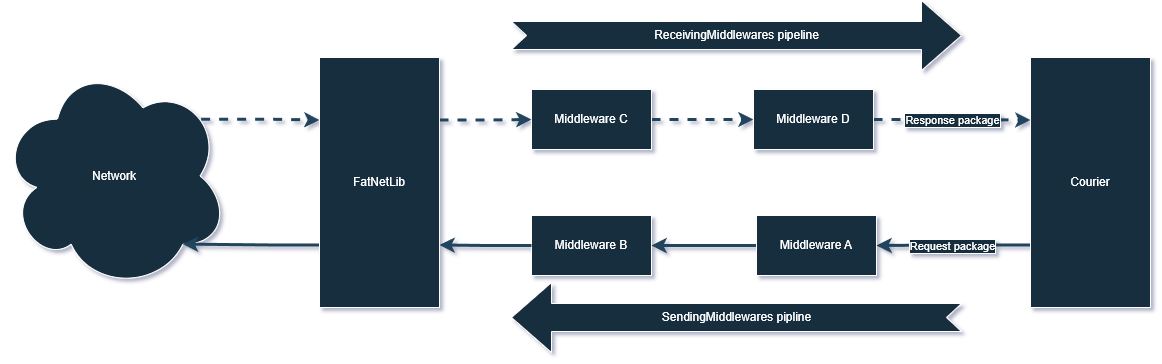 ReceivingMiddlewares pipeline
Middleware C
Middleware D
Response package
Network
FatNetLib
Courier
Middleware B
Middleware A
Request package
SendingMiddlewares pipline